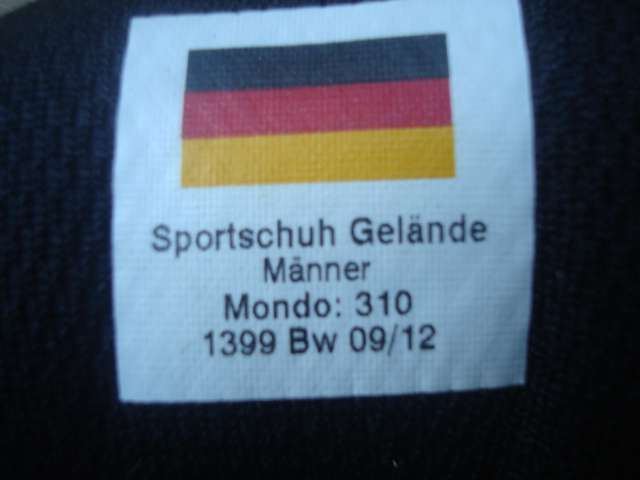 Sportschuh Gelände
Männer
Mondo: 310
1399 Bw 09/12